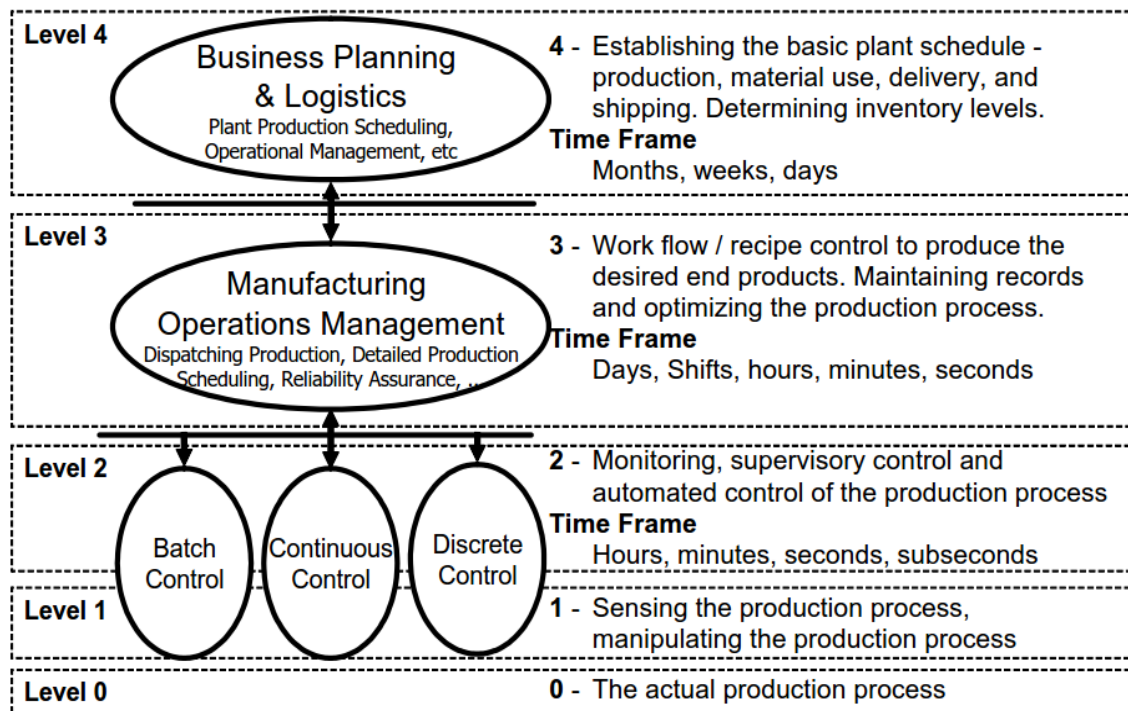 Level 4
Business Planning
& Logistics
Plant Production Scheduling,
Operational Management, etc
4 - Establishing the basic plant schedule -
production, material use, delivery, and
shipping. Determining inventory levels.
Time Frame
Months, weeks, days
Level 3
Manufacturing
Operations Management
Dispatching Production, Detailed Production
Scheduling, Reliability Assurance, ...
3 - Work flow / recipe control to produce the
desired end products. Maintaining records
and optimizing the production process.
Time Frame
Days, Shifts, hours, minutes, seconds
Level 2
Batch
Control
Continuous
Control
Discrete
Control
2 - Monitoring, supervisory control and
automated control of the production process
Time Frame
Hours, minutes, seconds, subseconds
Level 1
1 - Sensing the production process,
manipulating the production process
Level 0
0 - The actual production process